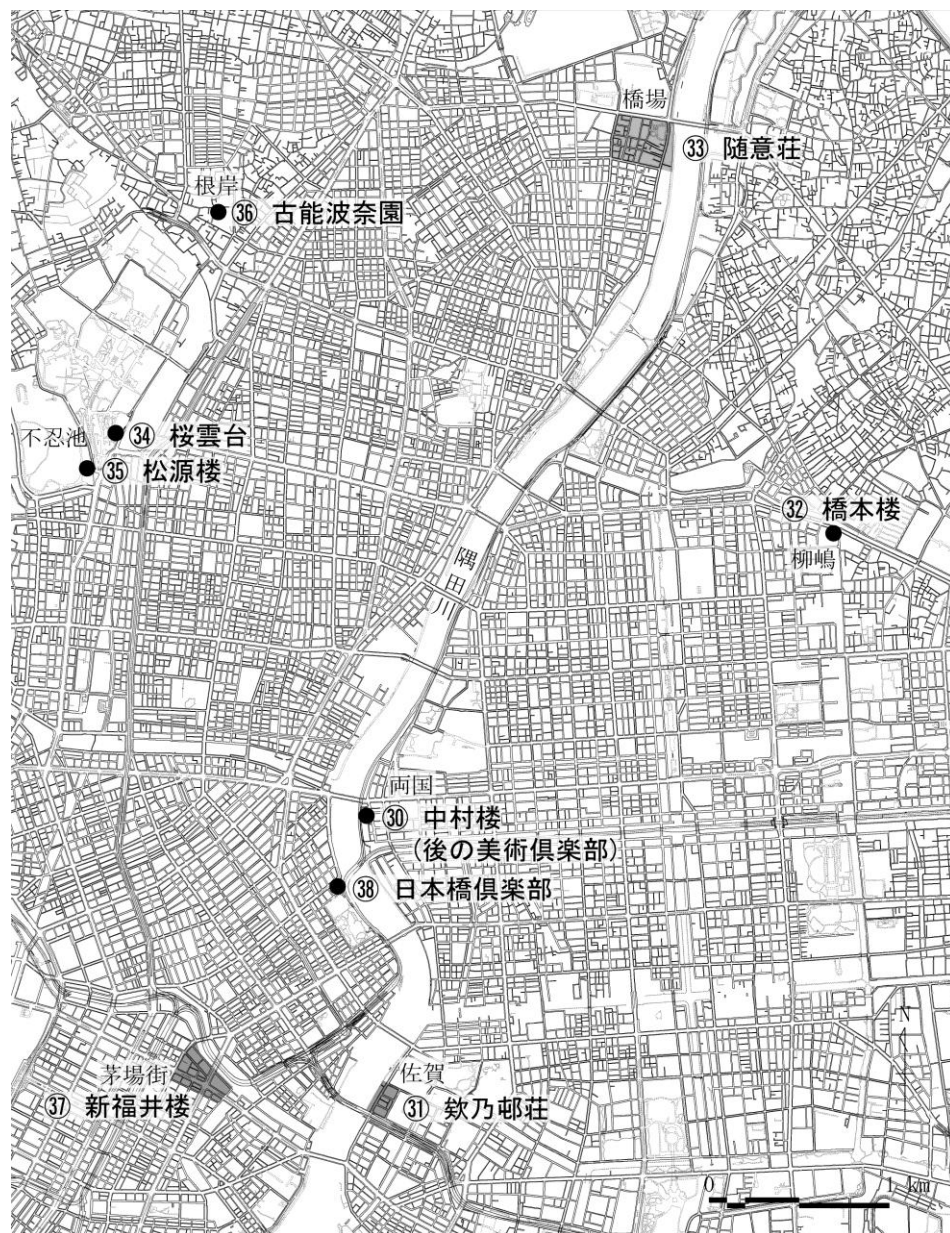 橋場
㉝ 随意荘
根岸
㊱ 古能波奈園
不忍池
㉞ 桜雲台
㉟ 松源楼
㉜ 橋本楼
柳嶋
隅田川
両国
㉚ 中村楼
（後の美術倶楽部）
㊳ 日本橋倶楽部
茅場街
㊲ 新福井楼
佐賀
㉛ 欸乃邨荘
N
0 1 km